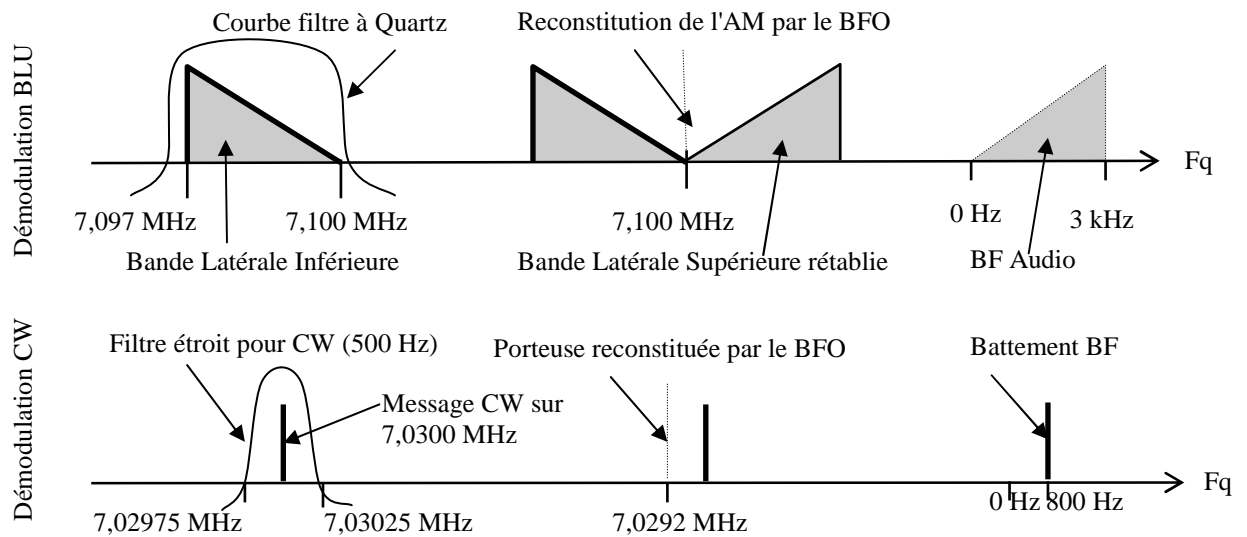 Démodulation BLU
Courbe filtre à Quartz
Reconstitution de l'AM par le BFO
Fq
7,097 MHz
7,100 MHz
7,100 MHz
0 Hz
3 kHz
Bande Latérale Inférieure
Bande Latérale Supérieure rétablie
BF Audio
Démodulation CW
Filtre étroit pour CW (500 Hz)
Porteuse reconstituée par le BFO
Battement BF
Message CW sur
7,0300 MHz
Fq
7,02975 MHz
7,03025 MHz
7,0292 MHz
0 Hz
800 Hz